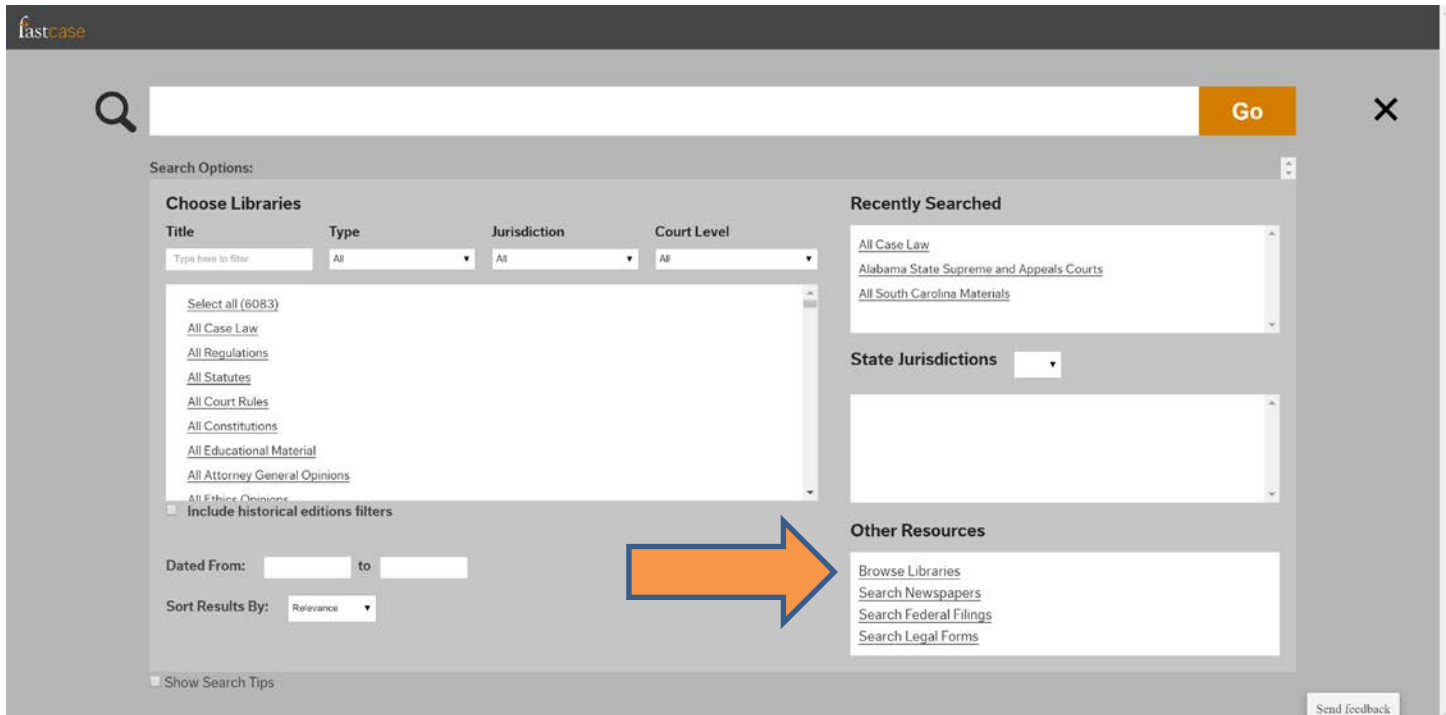 fastcase
Go
Search Options:
Choose Libraries
Title Type Jurisdiction Court Level
Type here to filter All All All
Select all (6083)
All Case Law
All Regulations
All Statutes
All Court Rules
All Constitutions
All Educational Material
All Attorney General Opinions
All Ethics Opinions
Include historical editions filters
Dated From: to
Sort Results By: Relevance
Show Search Tips
Recently Searched
All Case Law
Alabama State Supreme and Appeals Courts
All South Carolina Materials
State Jurisdictions
Other Resources
Browse Libraries
Search Newspapers
Search Federal Filings
Search Legal Forms
Send feedback